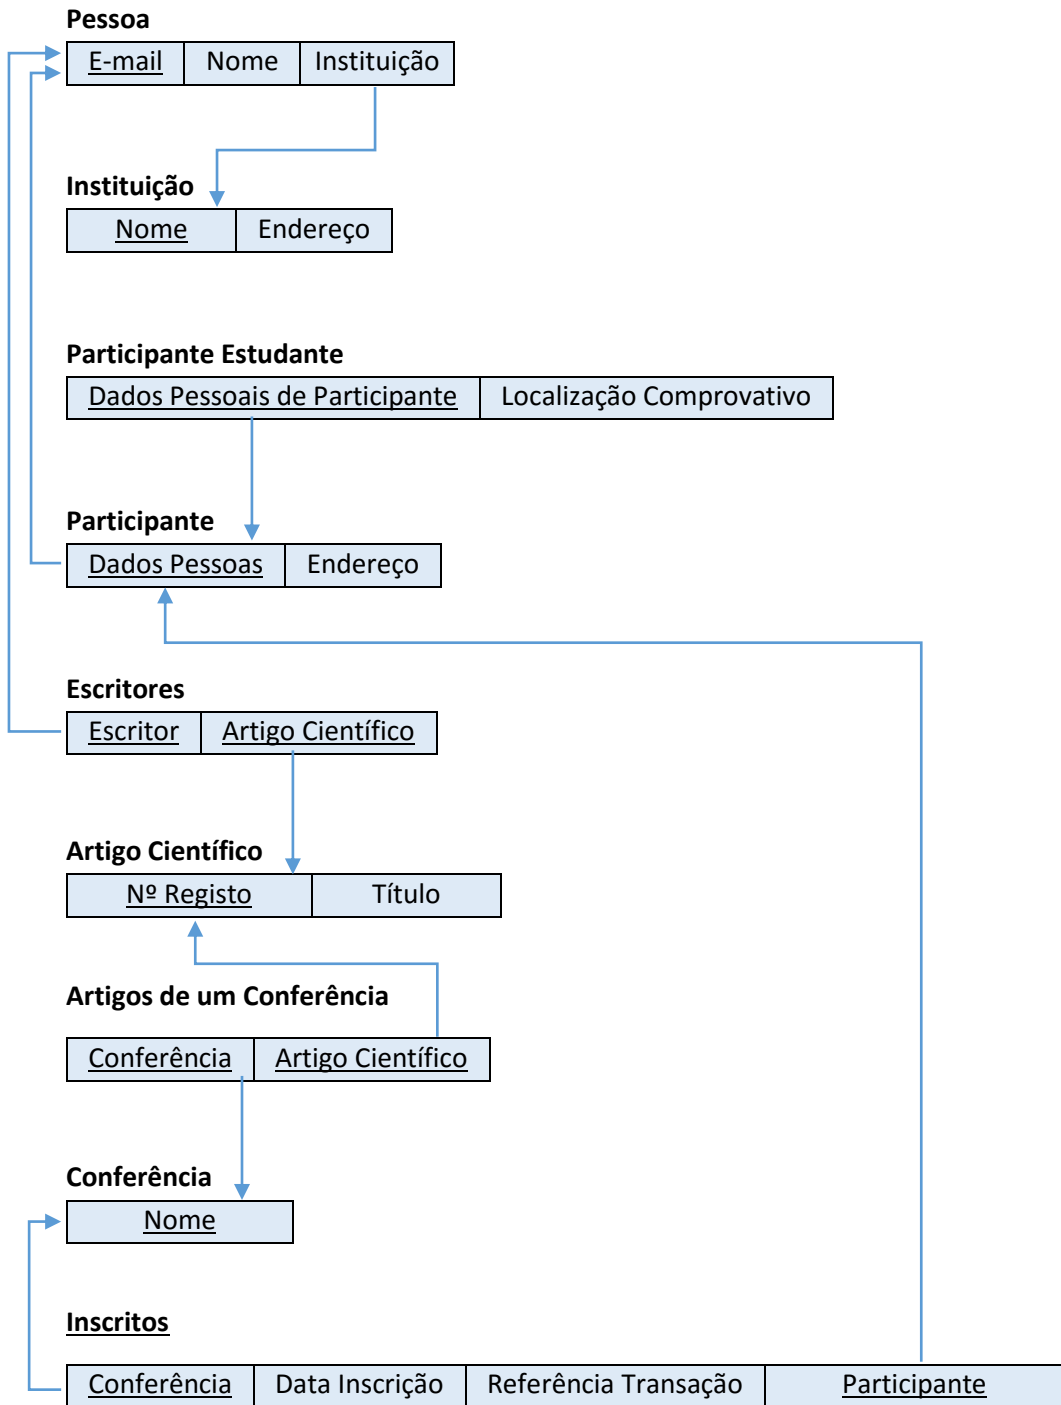 Pessoa
E-mail Nome Instituição
Instituição
Nome Endereço
Participante Estudante
Dados Pessoais de Participante Localização Comprovativo
Participante
Dados Pessoas Endereço
Escritores
Escritor Artigo Científico
Artigo Científico
Nº Registo Título
Artigos de um Conferência
Conferência Artigo Científico
Conferência
Nome
Inscritos
Conferência Data Inscrição Referência Transação Participante